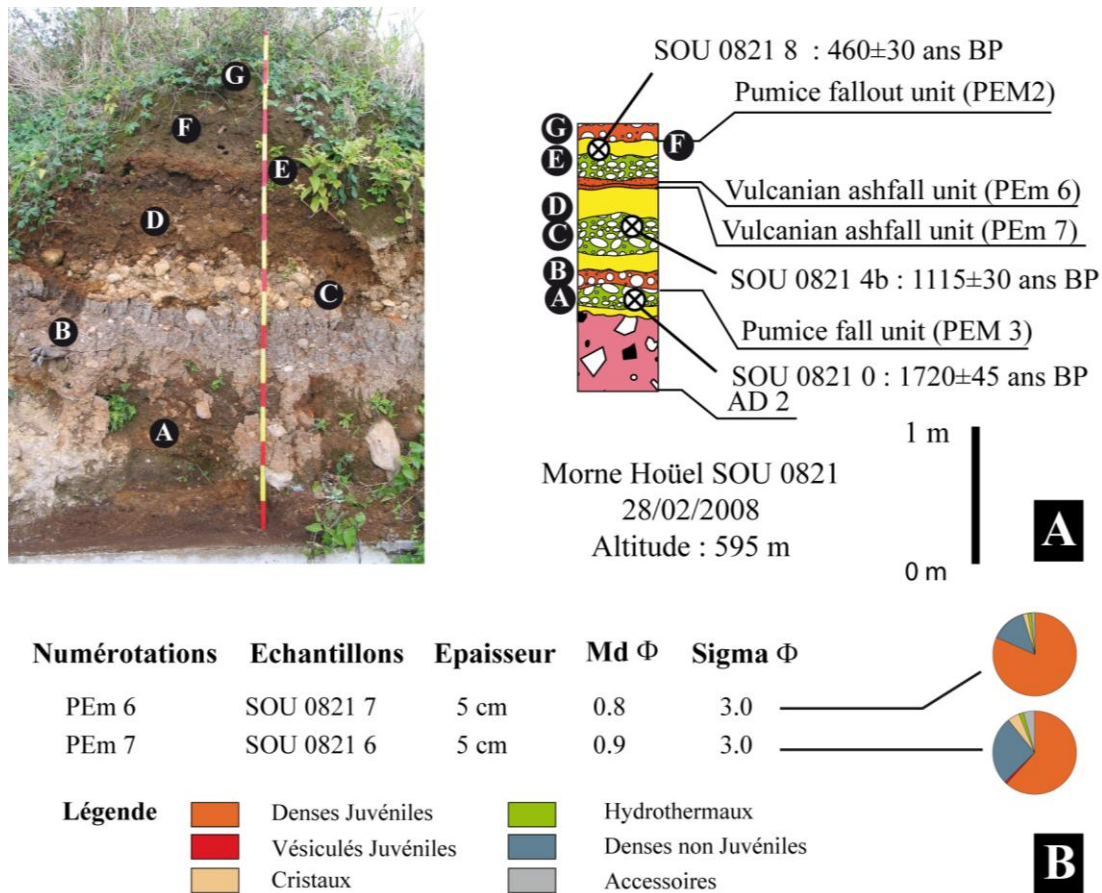 G
F
E
D
C
B
A
SOU 0821 8 : 460±30 ans BP
Pumice fallout unit (PEM2)
G
F
E
Vulcanian ashfall unit (PEm 6)
D
Vulcanian ashfall unit (PEm 7)
C
SOU 0821 4b : 1115±30 ans BP
B
A
Pumice fall unit (PEM 3)
SOU 0821 0 : 1720±45 ans BP
AD 2
Morne Hoüel SOU 0821
28/02/2008
Altitude : 595 m
1 m
0 m
A
Numérotations Echantillons Epaisseur Md Φ Sigma Φ
PEm 6 SOU 0821 7 5 cm 0.8 3.0
PEm 7 SOU 0821 6 5 cm 0.9 3.0
Légende
Denses Juvéniles
Hydrothermaux
Vésiculés Juvéniles
Denses non Juvéniles
Cristaux
Accessoires
B